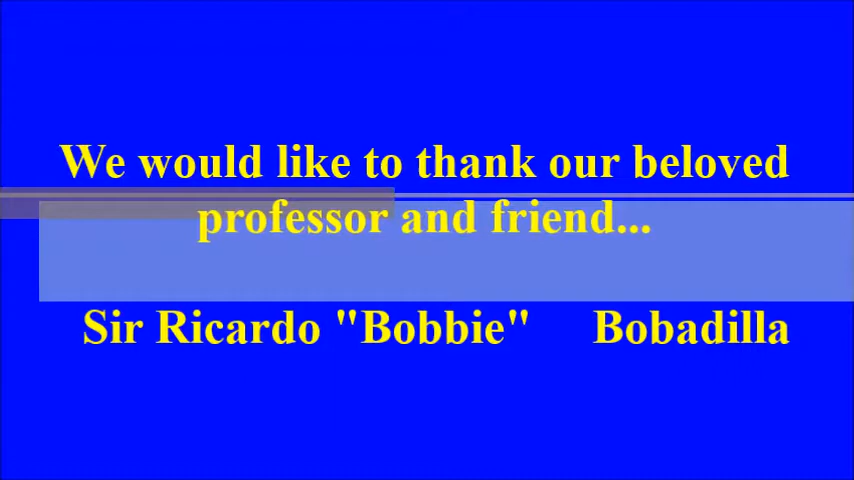 We would like to thank our beloved
professor and friend...
Sir Ricardo "Bobbie" Bobadilla